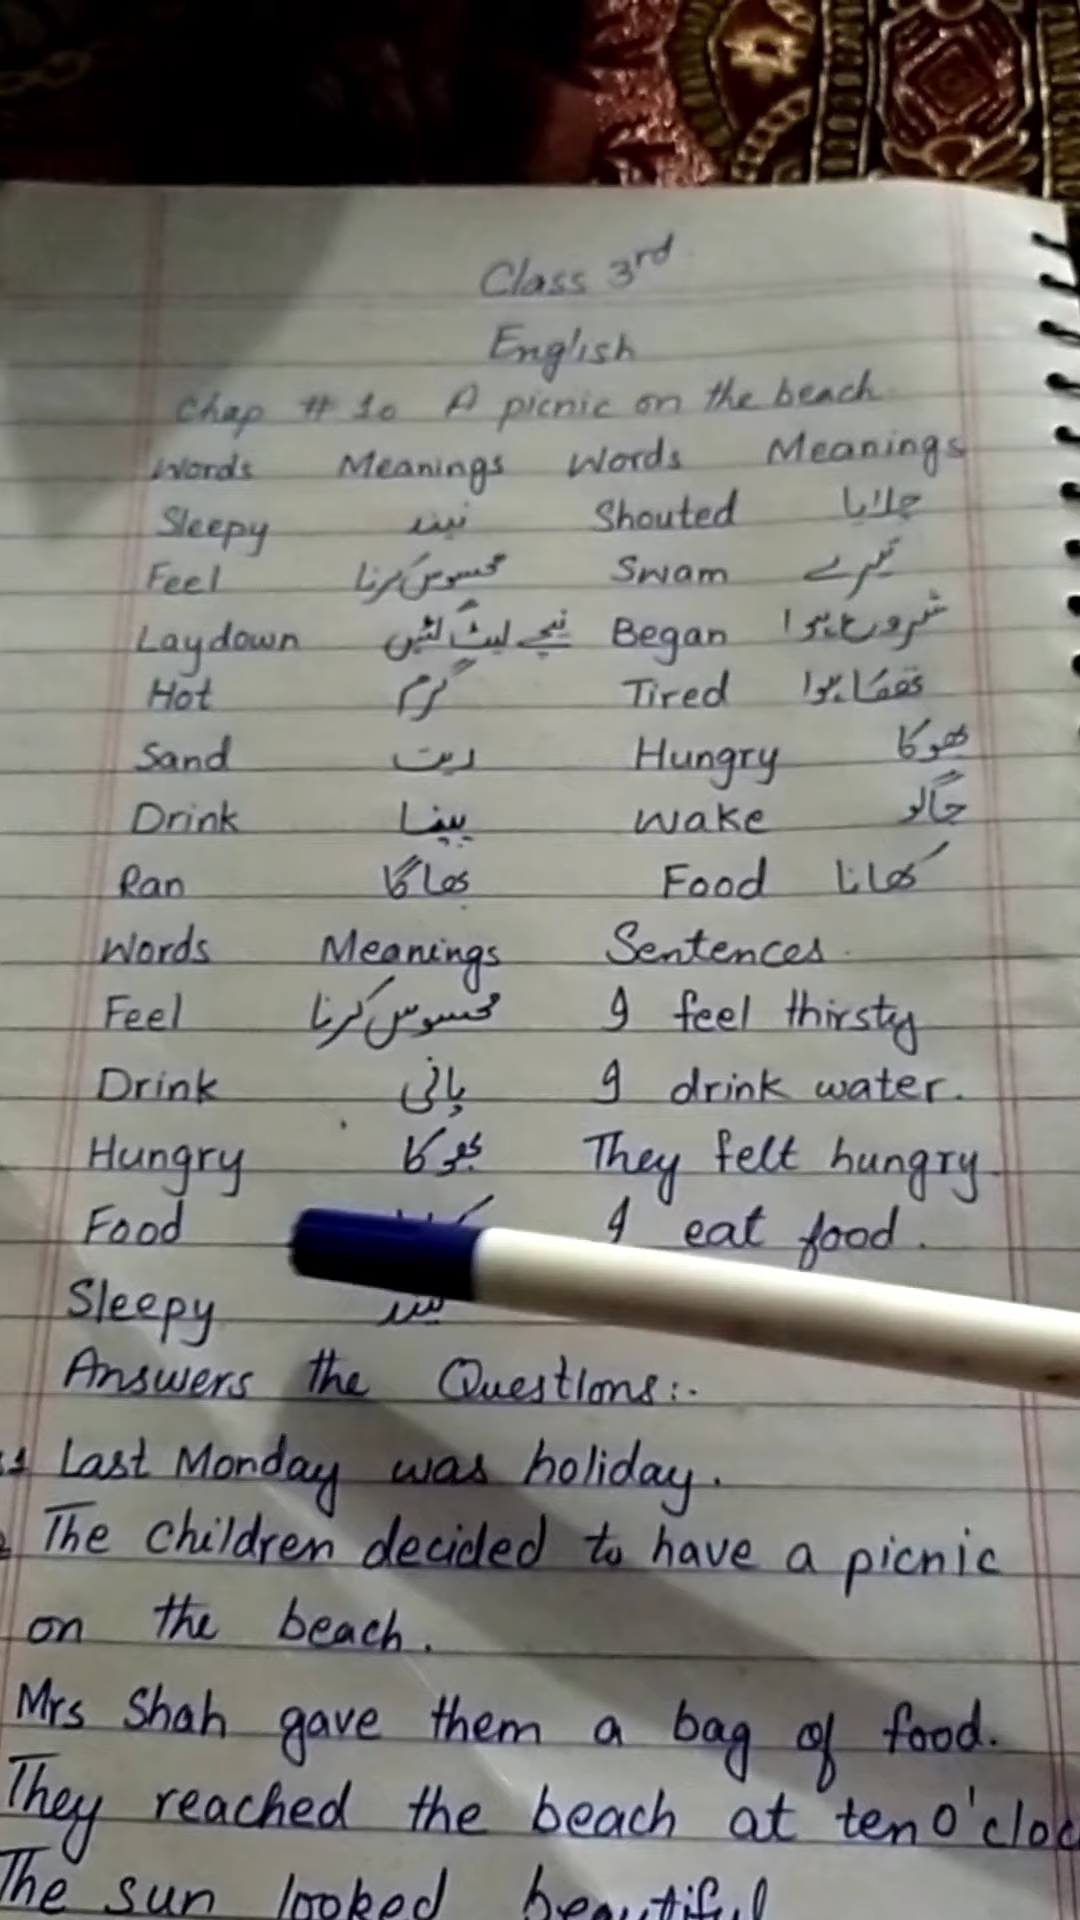 Class 3rd
English
Chap # 10 A picnic on the beach
Words Meanings Words Meanings
Sleepy نیند Shouted چلایا
Feel محسوس کرنا Swam تیرے
Laydown نیچے لیٹ Began شروع ہوا
Hot گرم Tired تھکا ہوا
Sand ریت Hungry بھوکا
Drink پینا Wake جاگو
Ran بھاگا Food کھانا
Words Meanings Sentences
Feel محسوس کرنا I feel thirsty
Drink پانی I drink water.
Hungry بھوکا They felt hungry
Food I eat food.
Sleepy نیند
Answers the Questions:-
1 Last Monday was holiday.
The children decided to have a picnic
on the beach.
Mrs Shah gave them a bag of food.
They reached the beach at ten o'cloc
The sun looked beautiful